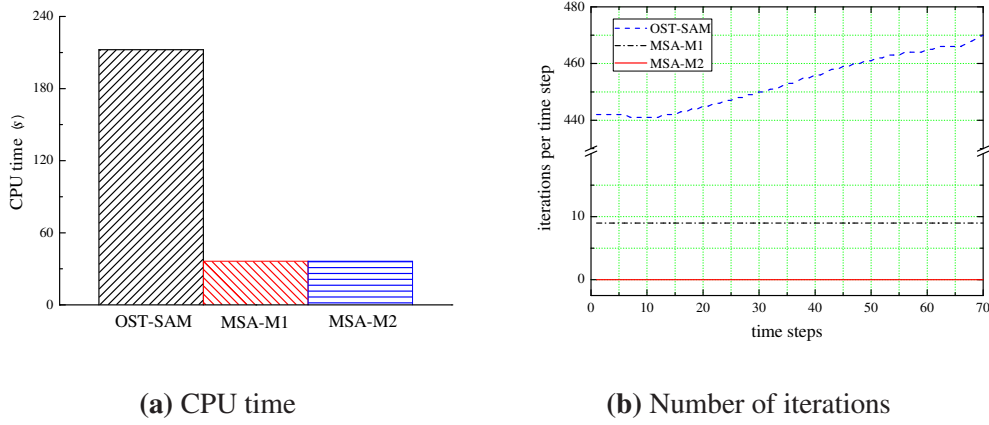 240
180
120
60
0
CPU time (s)
OST-SAM
MSA-M1
MSA-M2
480
460
440
10
0
iterations per time step
OST-SAM
MSA-M1
MSA-M2
0 10 20 30 40 50 60 70
time steps
(a) CPU time
(b) Number of iterations